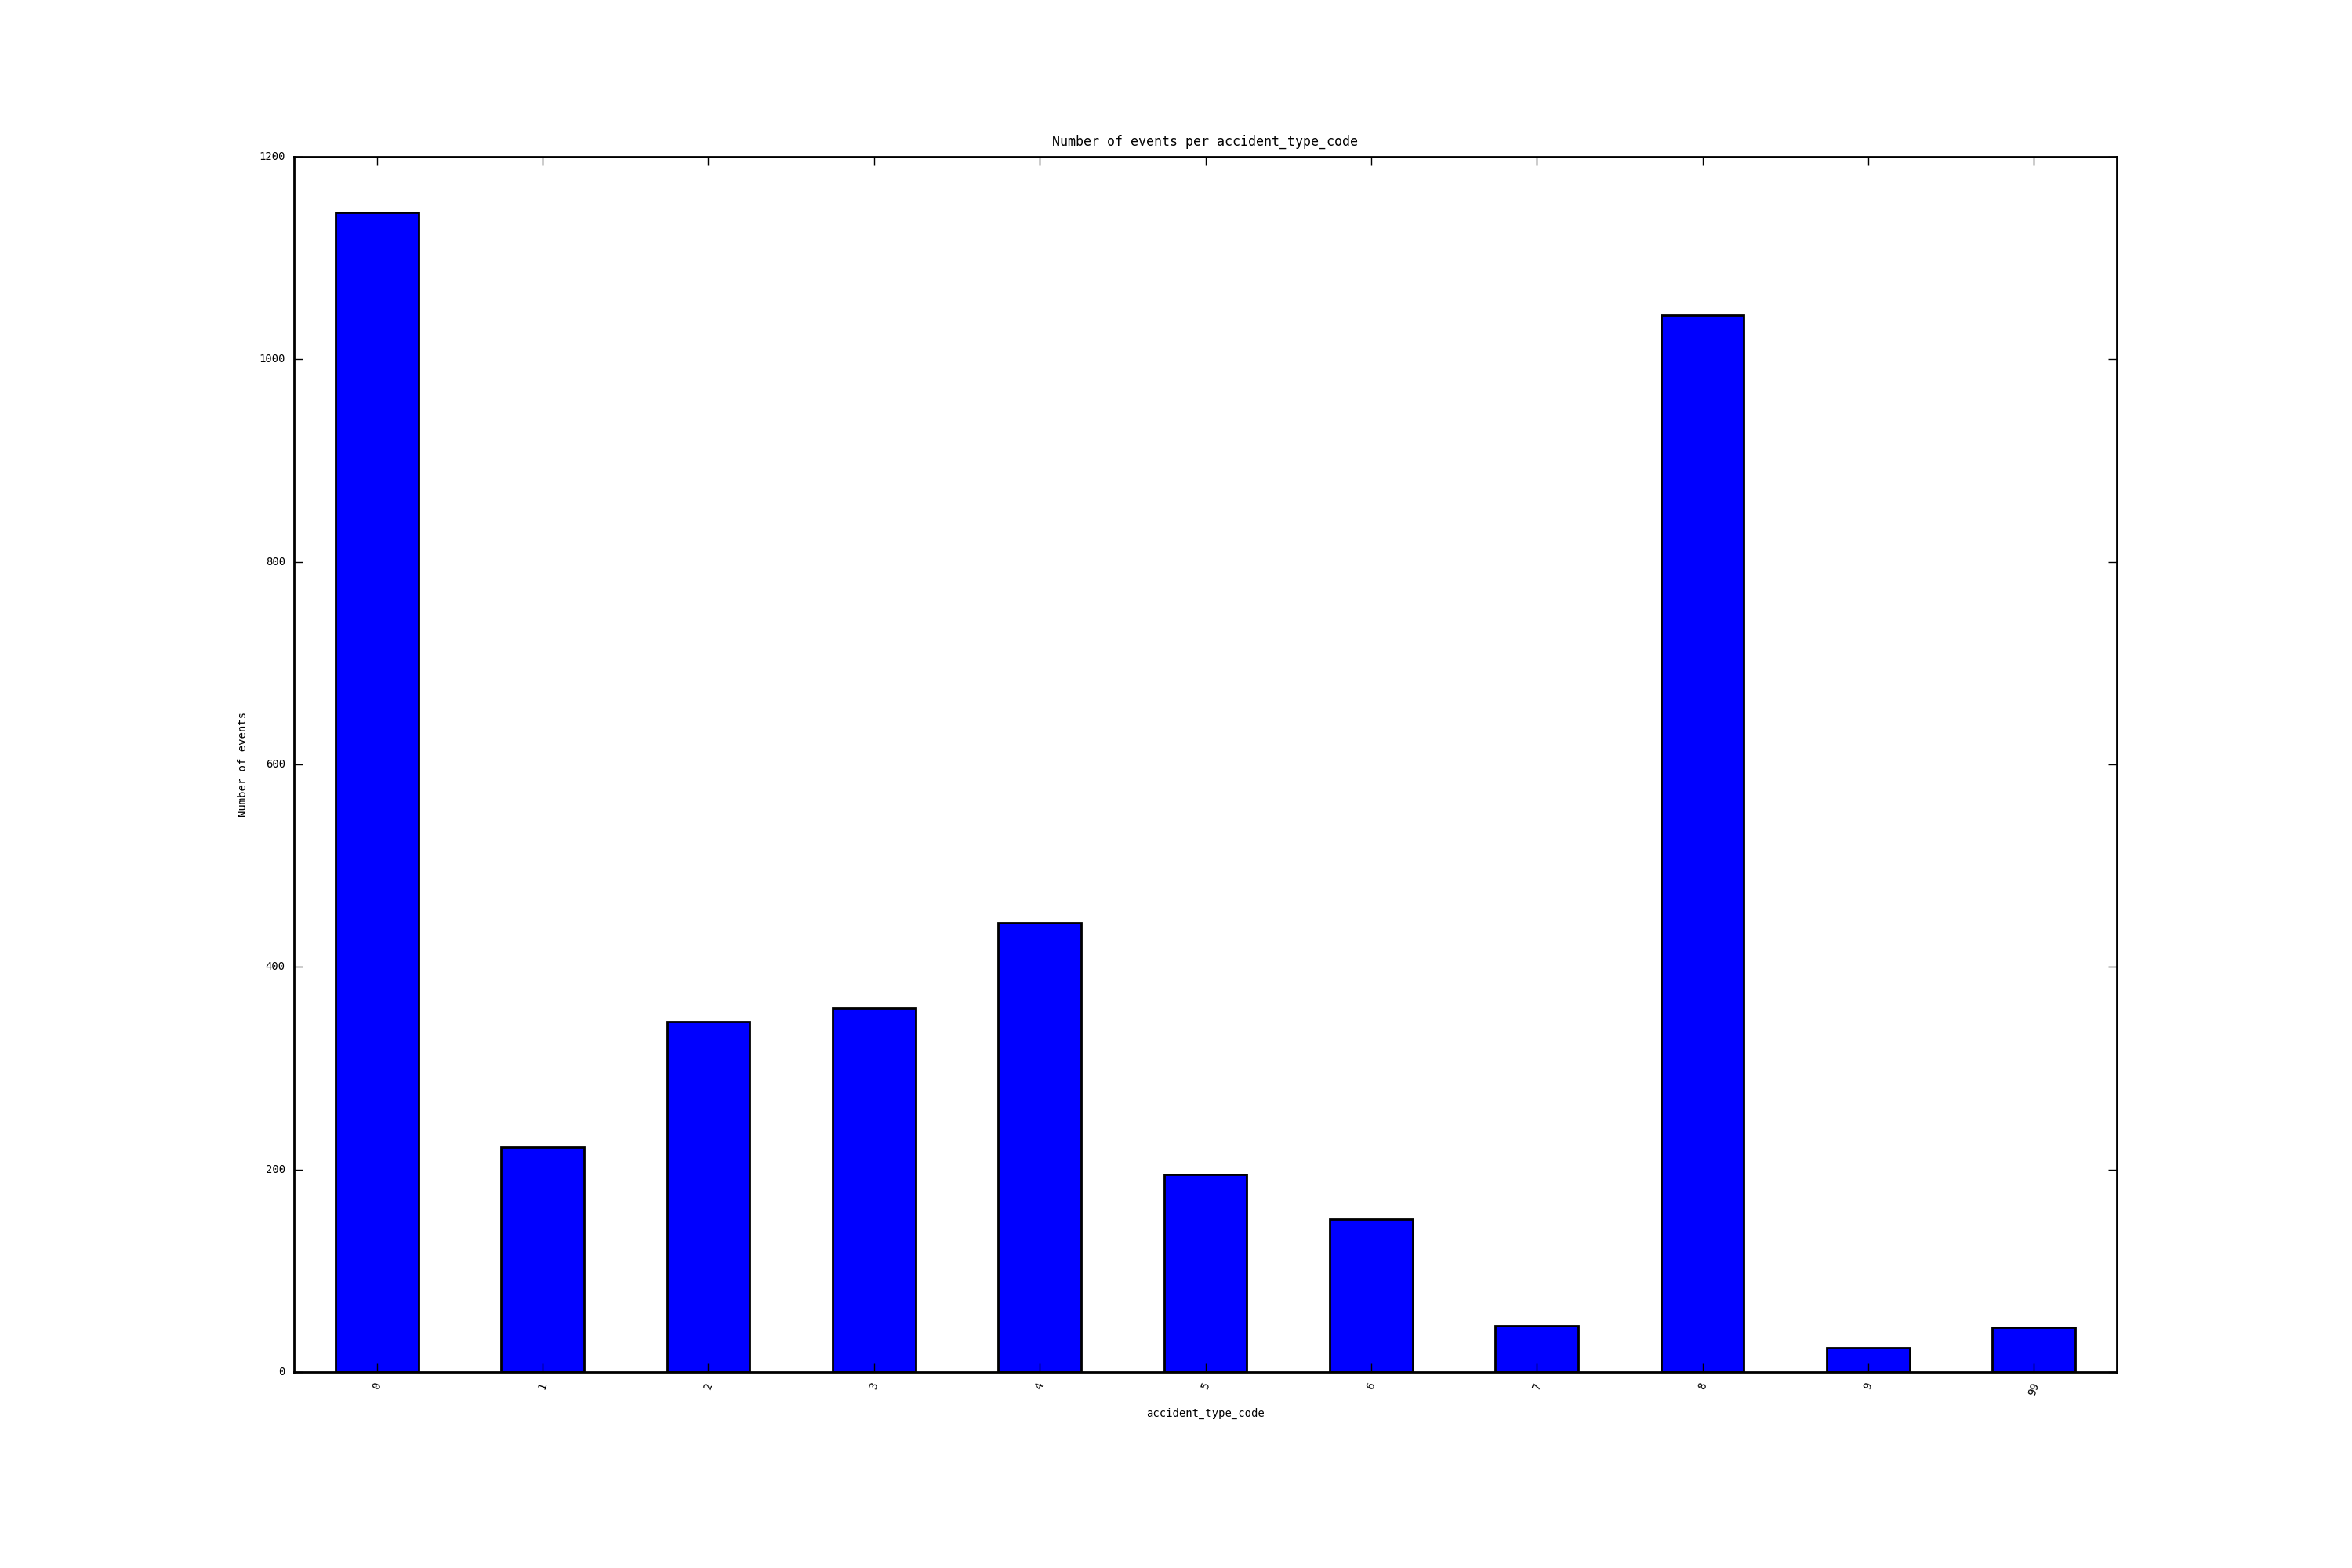 Number of events per accident_type_code
1200
1000
800
600
400
200
0
Number of events
0 1 2 3 4 5 6 7 8 9 99
accident_type_code